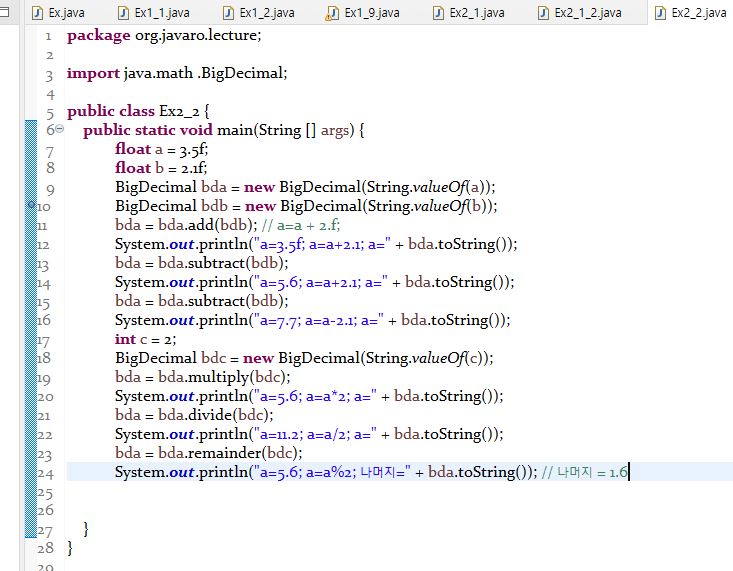 Ex.java Ex1_1.java Ex1_2.java Ex1_9.java Ex2_1.java Ex2_1_2.java Ex2_2.java
1 package org.javaro.lecture;
2
3 import java.math .BigDecimal;
4
5 public class Ex2_2 {
6 public static void main(String [] args) {
7 float a = 3.5f;
8 float b = 2.1f;
9 BigDecimal bda = new BigDecimal(String.valueOf(a));
10 BigDecimal bdb = new BigDecimal(String.valueOf(b));
11 bda = bda.add(bdb); // a=a + 2.f;
12 System.out.println("a=3.5f; a=a+2.1; a=" + bda.toString());
13 bda = bda.subtract(bdb);
14 System.out.println("a=5.6; a=a+2.1; a=" + bda.toString());
15 bda = bda.subtract(bdb);
16 System.out.println("a=7.7; a=a-2.1; a=" + bda.toString());
17 int c = 2;
18 BigDecimal bdc = new BigDecimal(String.valueOf(c));
19 bda = bda.multiply(bdc);
20 System.out.println("a=5.6; a=a*2; a=" + bda.toString());
21 bda = bda.divide(bdc);
22 System.out.println("a=11.2; a=a/2; a=" + bda.toString());
23 bda = bda.remainder(bdc);
24 System.out.println("a=5.6; a=a%2; 나머지=" + bda.toString()); // 나머지 = 1.6
25
26
27 }
28 }
29